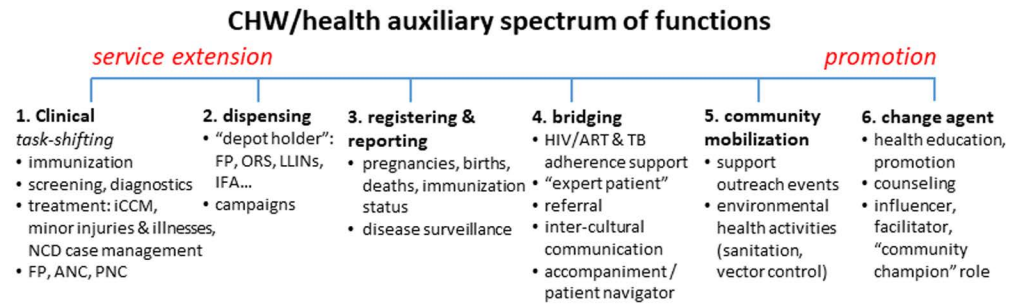 CHW/health auxiliary spectrum of functions
service extension
promotion
1. Clinical
task-shifting
• immunization
• screening, diagnostics
• treatment: iCCM,
minor injuries & illnesses,
NCD case management
• FP, ANC, PNC
2. dispensing
• “depot holder”:
FP, ORS, LLINs,
IFA...
• campaigns
3. registering &
reporting
• pregnancies, births,
deaths, immunization
status
• disease surveillance
4. bridging
• HIV/ART & TB
adherence support
• “expert patient”
• referral
• inter-cultural
communication
• accompaniment /
patient navigator
5. community
mobilization
• support
outreach events
• environmental
health activities
(sanitation,
vector control)
6. change agent
• health education,
promotion
• counseling
• influencer,
facilitator,
“community
champion” role